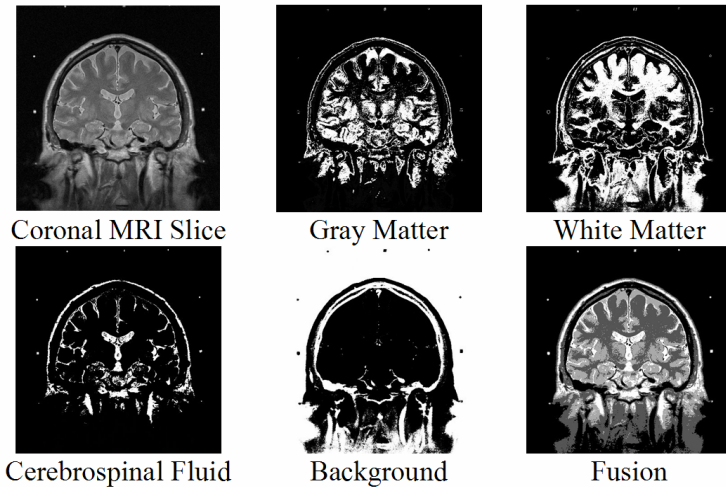 Coronal MRI Slice
Gray Matter
White Matter
Cerebrospinal Fluid
Background
Fusion